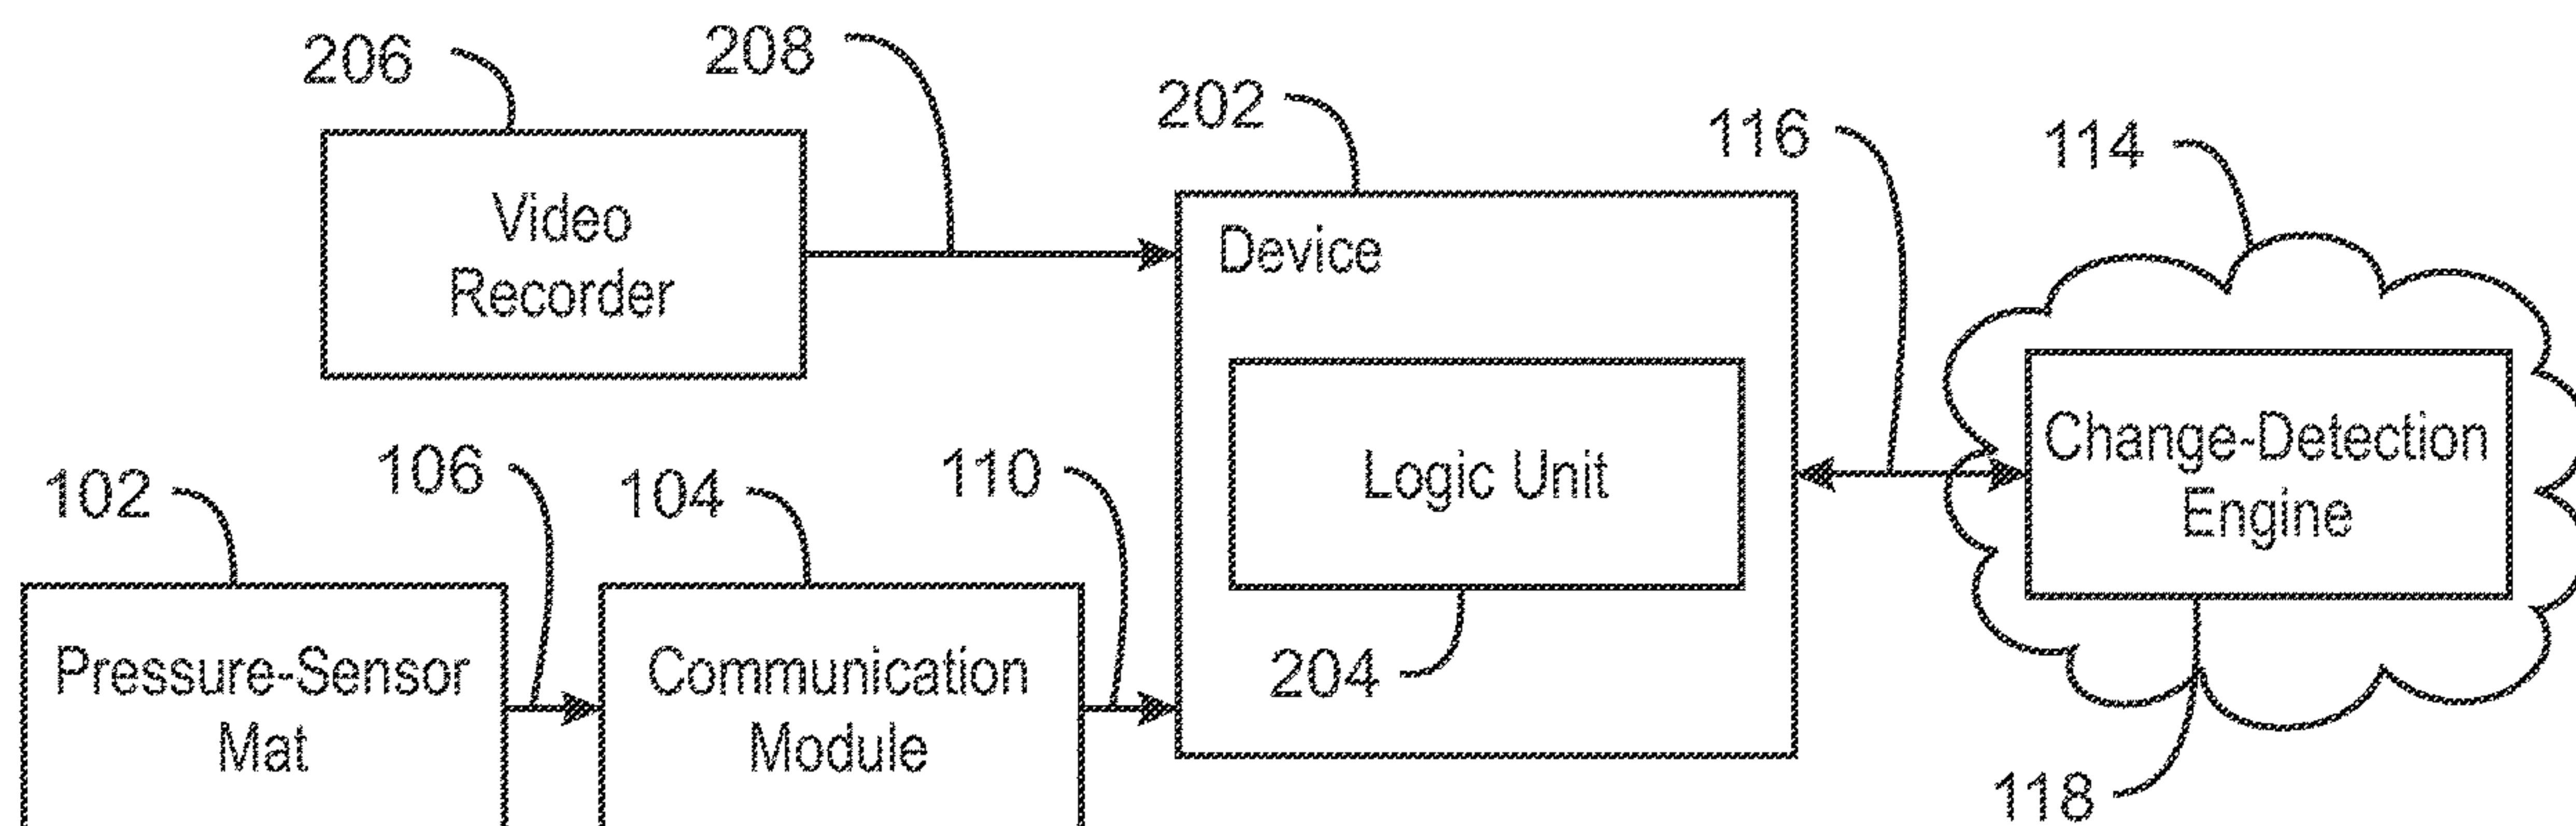 206
208
202
116
114
Video
Recorder
Device
102
106
104
110
Logic Unit
Change-Detection
Engine
Pressure-Sensor
Mat
Communication
Module
204
118